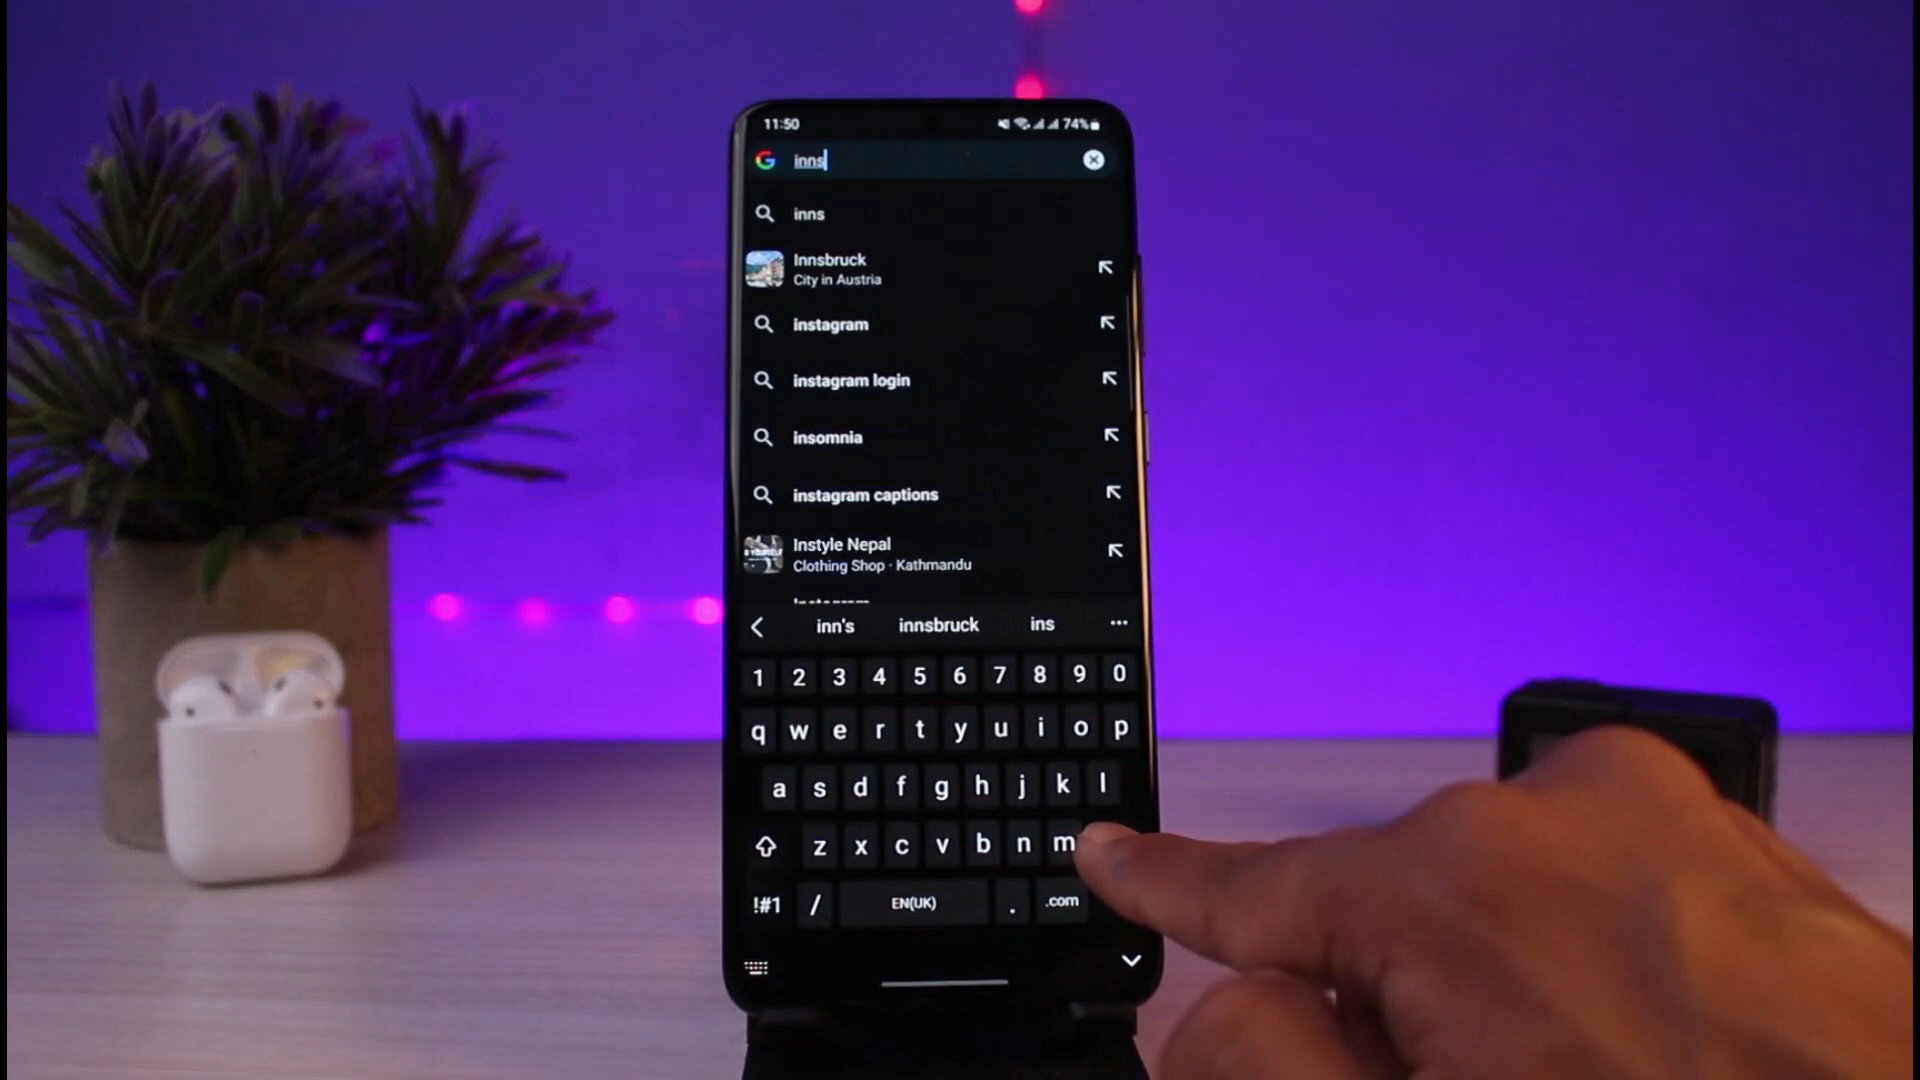 11:50
74%
inns
inns
Innsbruck
City in Austria
instagram
instagram login
insomnia
instagram captions
Instyle Nepal
Clothing Shop · Kathmandu
inn's innsbruck ins
1 2 3 4 5 6 7 8 9 0
q w e r t y u i o p
a s d f g h j k l
z x c v b n m
!#1 / EN(UK) . .com